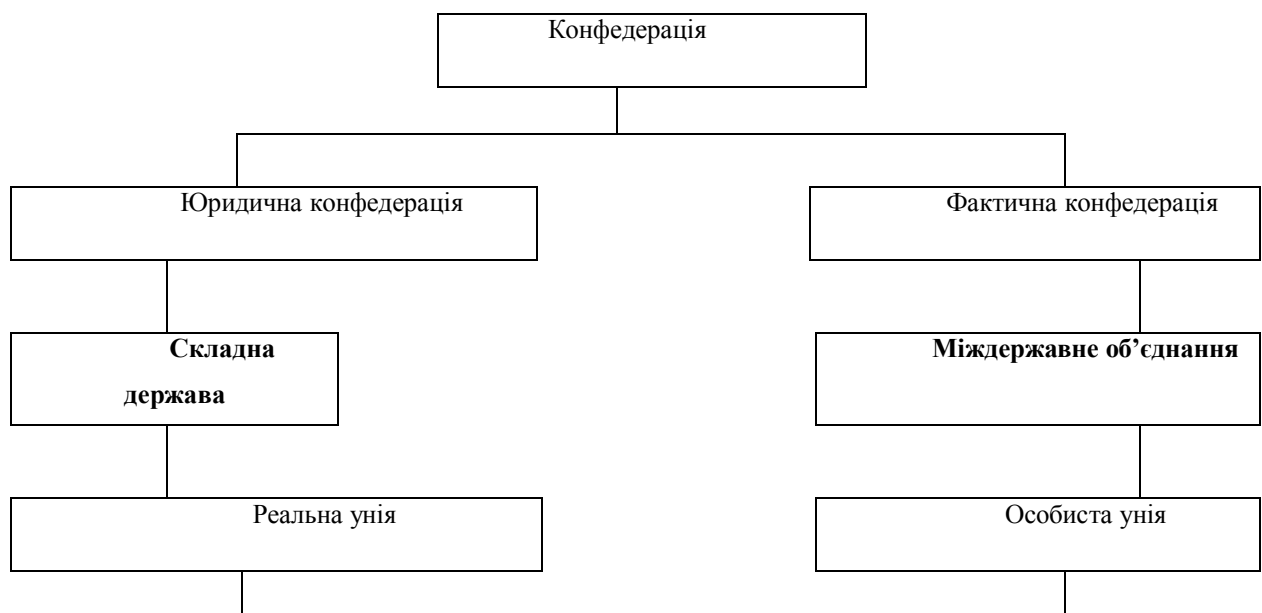 Конфедерація
Юридична конфедерація
Фактична конфедерація
Складна
держава
Міждержавне об’єднання
Реальна унія
Особиста унія